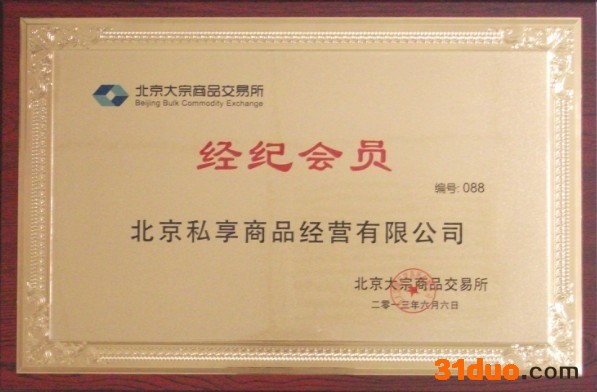 北京大宗商品交易所
Beijing Bulk Commodity Exchange
经纪会员
编号: 088
北京私享商品经营有限公司
北京大宗商品交易所
二零一三年六月六日
31duo.com